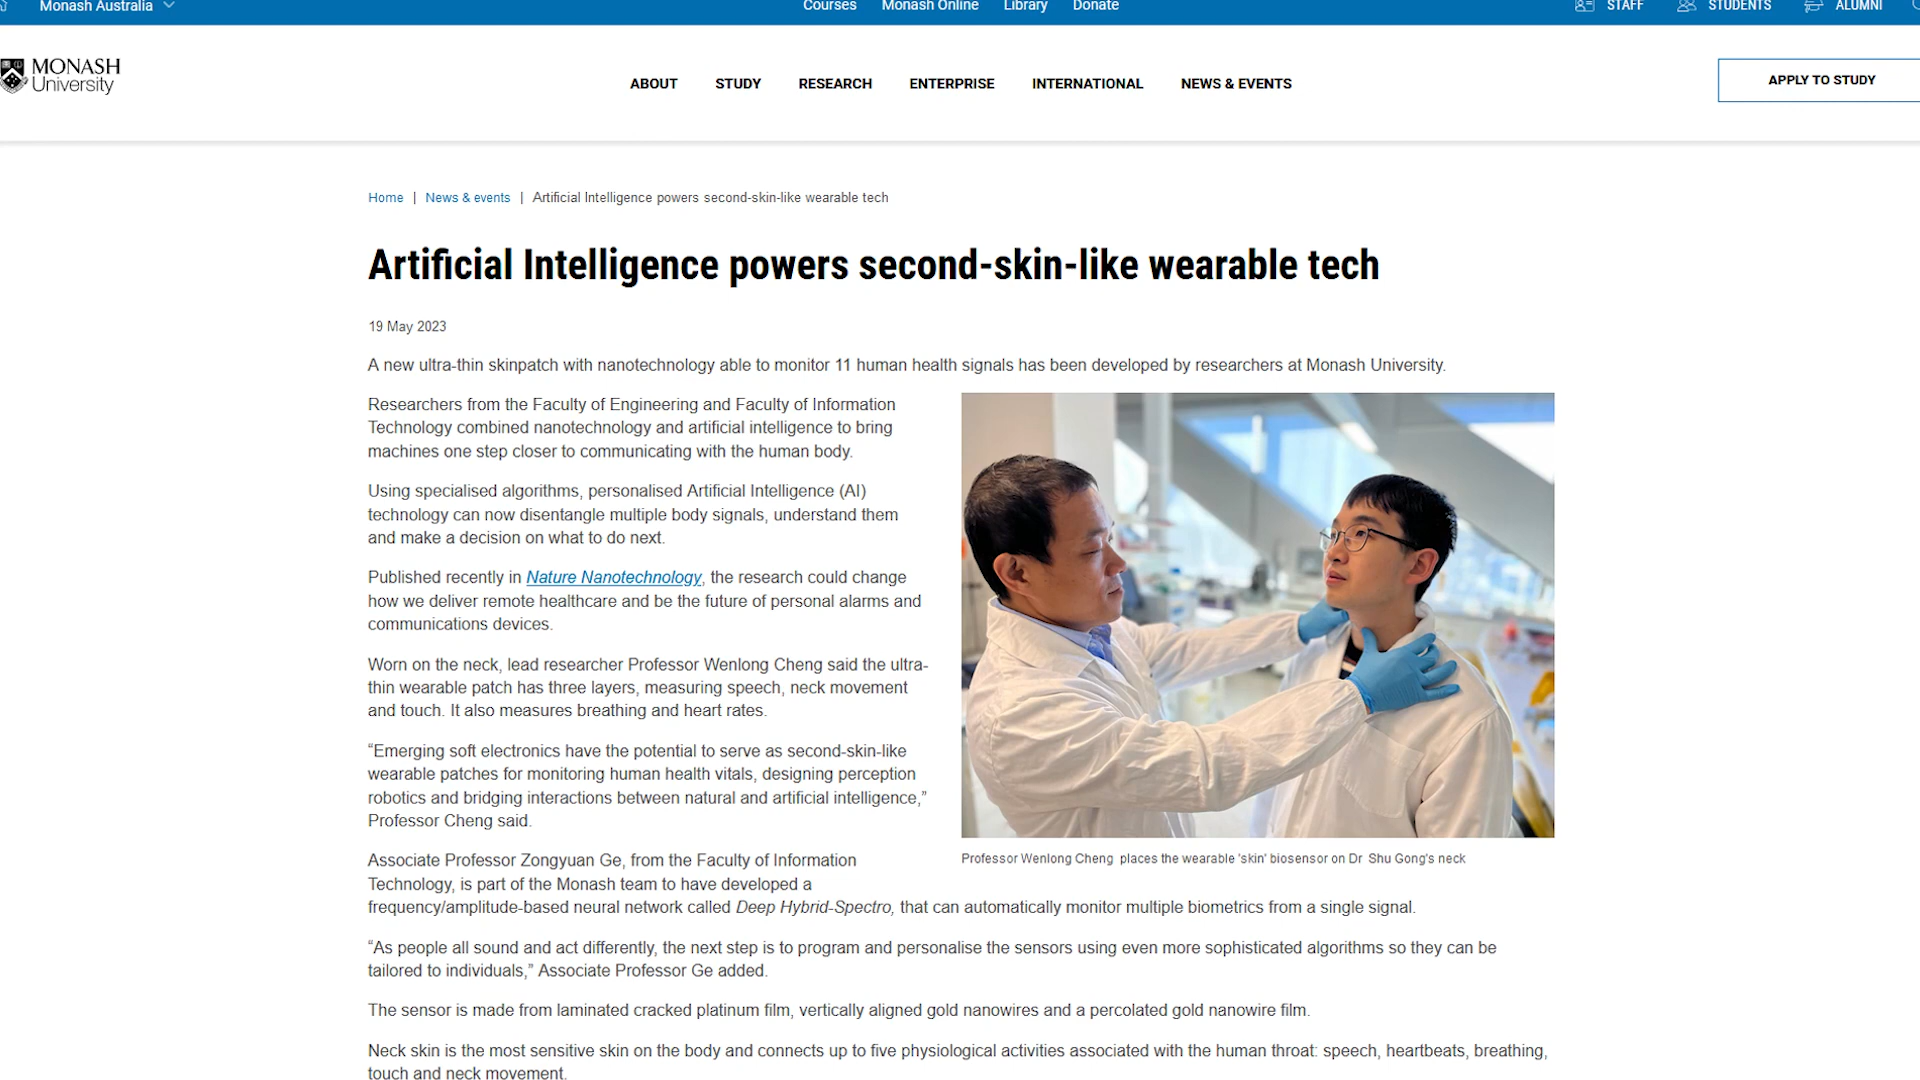 Monash Australia
Courses Monash Online Library Donate
STAFF STUDENTS ALUMNI
MONASH
University
ABOUT STUDY RESEARCH ENTERPRISE INTERNATIONAL NEWS & EVENTS
APPLY TO STUDY
Home | News & events | Artificial Intelligence powers second-skin-like wearable tech
Artificial Intelligence powers second-skin-like wearable tech
19 May 2023
A new ultra-thin skinpatch with nanotechnology able to monitor 11 human health signals has been developed by researchers at Monash University.
Researchers from the Faculty of Engineering and Faculty of Information
Technology combined nanotechnology and artificial intelligence to bring
machines one step closer to communicating with the human body.
Using specialised algorithms, personalised Artificial Intelligence (AI)
technology can now disentangle multiple body signals, understand them
and make a decision on what to do next.
Published recently in Nature Nanotechnology, the research could change
how we deliver remote healthcare and be the future of personal alarms and
communications devices.
Worn on the neck, lead researcher Professor Wenlong Cheng said the ultra-
thin wearable patch has three layers, measuring speech, neck movement
and touch. It also measures breathing and heart rates.
“Emerging soft electronics have the potential to serve as second-skin-like
wearable patches for monitoring human health vitals, designing perception
robotics and bridging interactions between natural and artificial intelligence,”
Professor Cheng said.
Professor Wenlong Cheng places the wearable 'skin' biosensor on Dr Shu Gong's neck
Associate Professor Zongyuan Ge, from the Faculty of Information
Technology, is part of the Monash team to have developed a
frequency/amplitude-based neural network called Deep Hybrid-Spectro, that can automatically monitor multiple biometrics from a single signal.
“As people all sound and act differently, the next step is to program and personalise the sensors using even more sophisticated algorithms so they can be
tailored to individuals,” Associate Professor Ge added.
The sensor is made from laminated cracked platinum film, vertically aligned gold nanowires and a percolated gold nanowire film.
Neck skin is the most sensitive skin on the body and connects up to five physiological activities associated with the human throat: speech, heartbeats, breathing,
touch and neck movement.